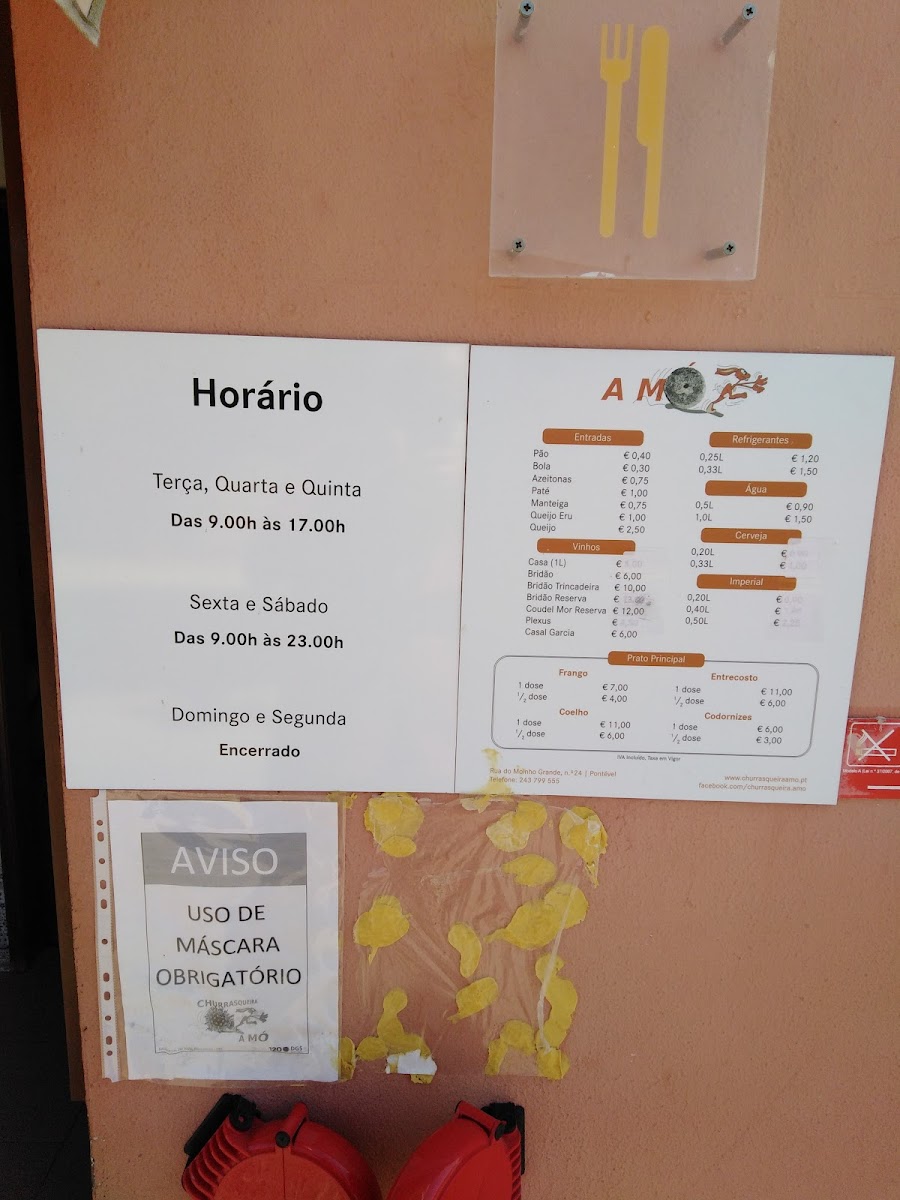 Horário
Terça, Quarta e Quinta
Das 9.00h às 17.00h
Sexta e Sábado
Das 9.00h às 23.00h
Domingo e Segunda
Encerrado
A MÓ
Entradas
Pão € 0,40
Bola € 0,30
Azeitonas € 0,75
Paté € 1,00
Manteiga € 0,75
Queijo Eru € 1,00
Queijo € 2,50
Vinhos
Casa (1L) €
Bridão € 6,00
Bridão Trincadeira € 10,00
Bridão Reserva €
Coudel Mor Reserva € 12,00
Plexus €
Casal Garcia € 6,00
Refrigerantes
0,25L € 1,20
0,33L € 1,50
Água
0,5L € 0,90
1,0L € 1,50
Cerveja
0,20L €
0,33L €
Imperial
0,20L €
0,40L €
0,50L €
Prato Principal
Frango
1 dose € 7,00
1/2 dose € 4,00
Coelho
1 dose € 11,00
1/2 dose € 6,00
Entrecosto
1 dose € 11,00
1/2 dose € 6,00
Codornizes
1 dose € 6,00
1/2 dose € 3,00
IVA Incluído, Taxa em Vigor
Rua do Moinho Grande, n.º 24 | Pontével
Telefone: 243 799 555
www.churrasqueiraamo.pt
facebook.com/churrasqueira.amo
AVISO
USO DE
MÁSCARA
OBRIGATÓRIO
CHURRASQUEIRA
A MÓ